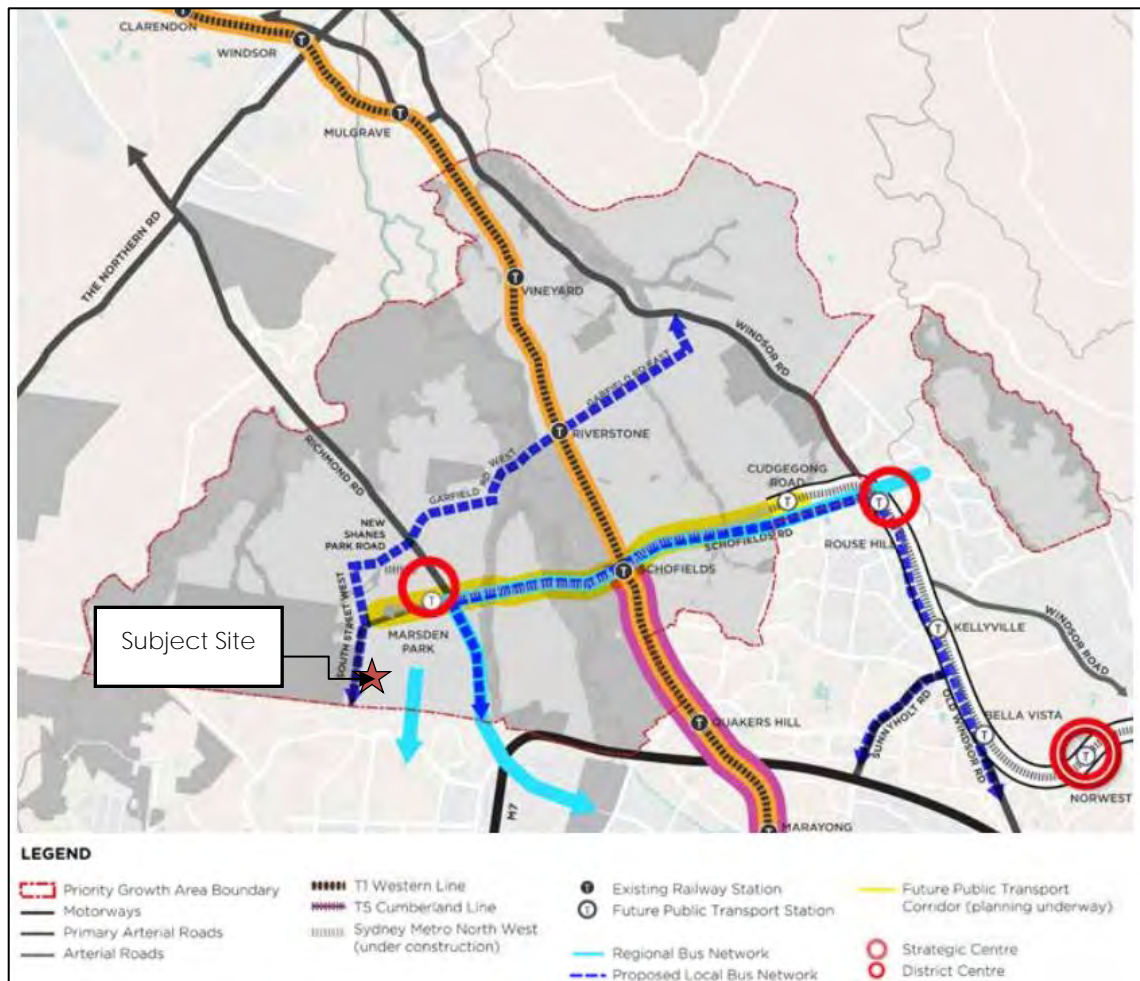 CLARENDON
WINDSOR
MULGRAVE
THE NORTHERN RD
VINEYARD
WINDSOR RD
GARFIELD RD EAST
RICHMOND RD
RIVERSTONE
GARFIELD RD WEST
CUDGEGONG
ROAD
NEW
SHANES
PARK ROAD
SCHOFIELDS RD
ROUSE HILL
SCHOFIELDS
SOUTH STREET WEST
MARSDEN
PARK
Subject Site
KELLYVILLE
WINDSOR ROAD
QUAKERS HILL
SUNNYHOLT RD
OLD WINDSOR RD
BELLA VISTA
NORWEST
M7
MARAYONG
LEGEND
Priority Growth Area Boundary
Motorways
Primary Arterial Roads
Arterial Roads
T1 Western Line
T5 Cumberland Line
Sydney Metro North West
(under construction)
T Existing Railway Station
T Future Public Transport Station
Regional Bus Network
Proposed Local Bus Network
Future Public Transport
Corridor (planning underway)
Strategic Centre
District Centre